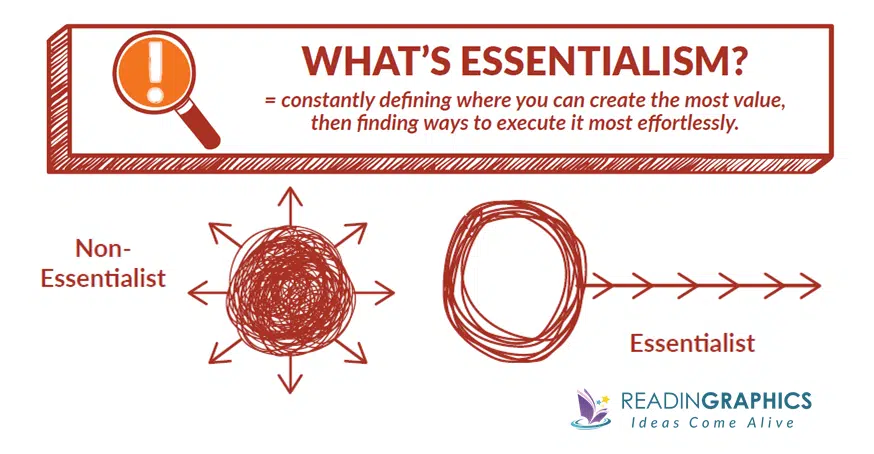 WHAT'S ESSENTIALISM?
= constantly defining where you can create the most value,
then finding ways to execute it most effortlessly.
Non-
Essentialist
Essentialist
READINGRAPHICS
Ideas Come Alive